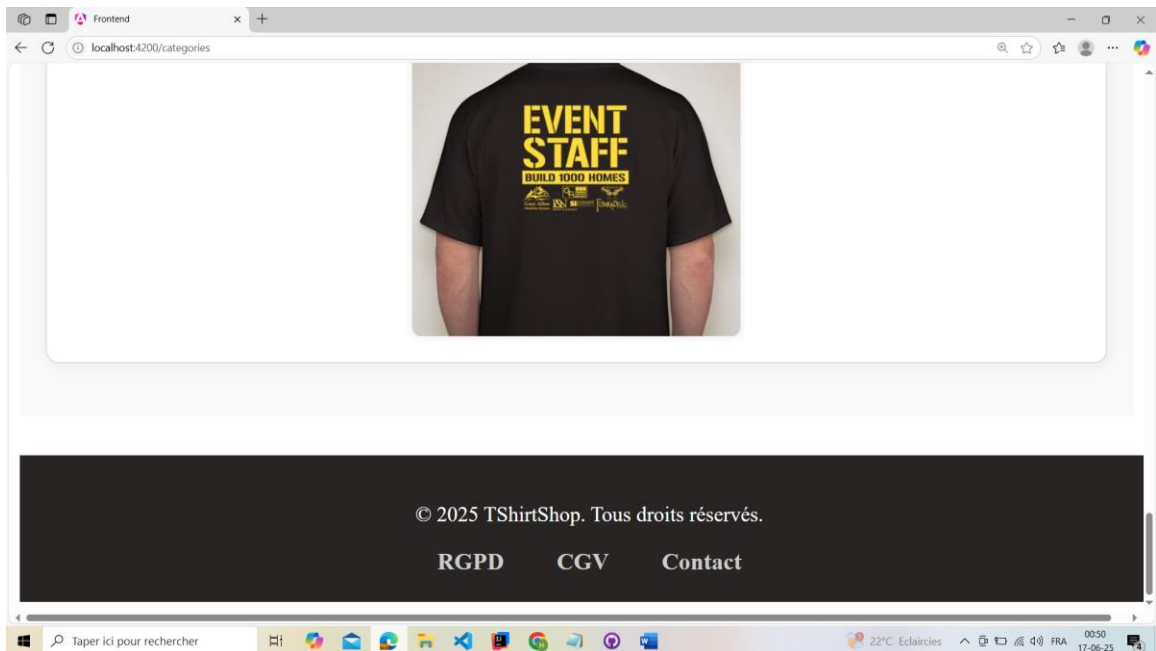 Frontend
localhost:4200/categories
EVENT
STAFF
BUILD 1000 HOMES
© 2025 TShirtShop. Tous droits réservés.
RGPD CGV Contact
Taper ici pour rechercher
22°C Eclaircies
FRA
00:50
17-06-25